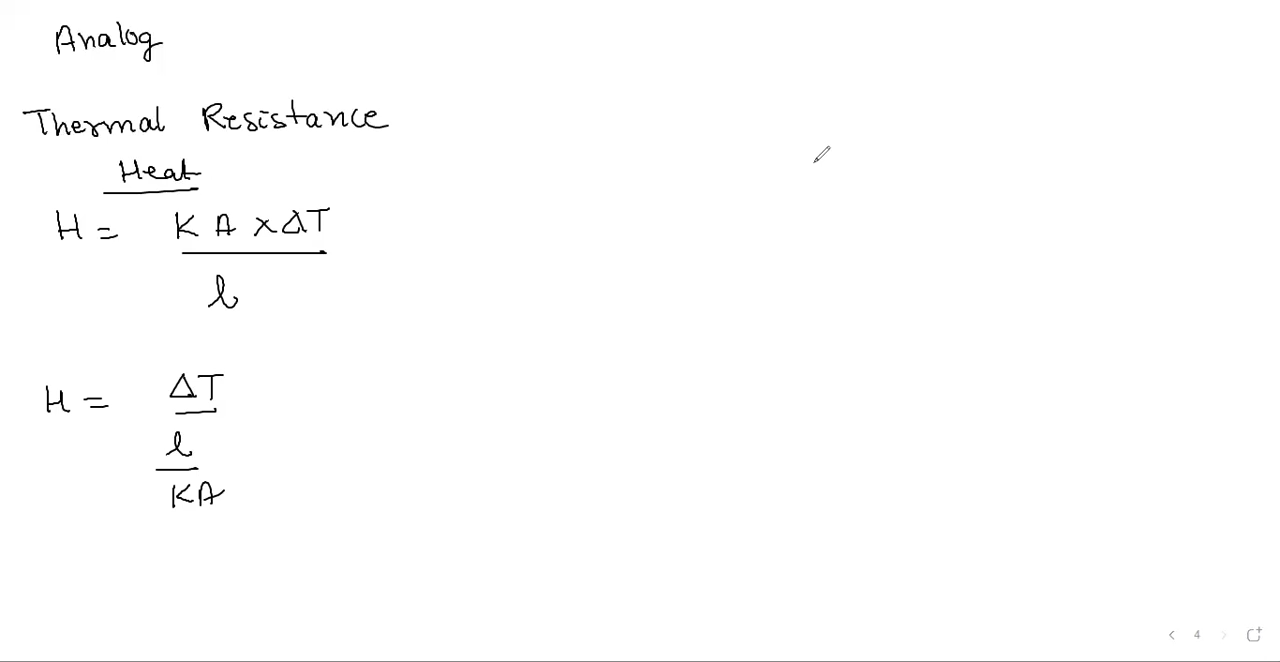 Analog
Thermal Resistance
Heat
H = K A × ΔT
l
H = ΔT
l
KA
4